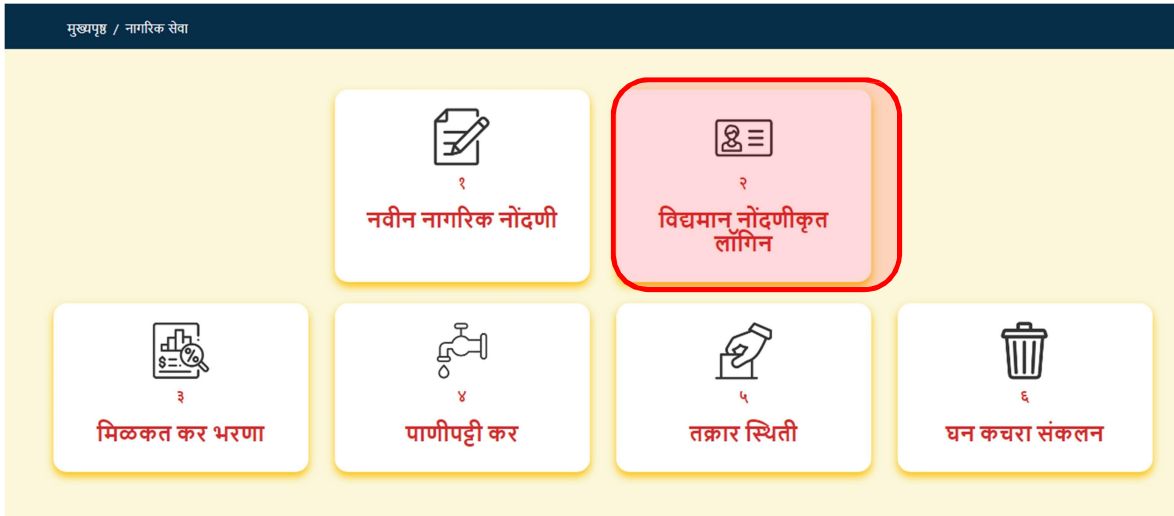 मुख्यपृष्ठ / नागरिक सेवा
१
नवीन नागरिक नोंदणी
२
विद्यमान नोंदणीकृत
लॉगिन
३
मिळकत कर भरणा
४
पाणीपट्टी कर
५
तक्रार स्थिती
६
घन कचरा संकलन